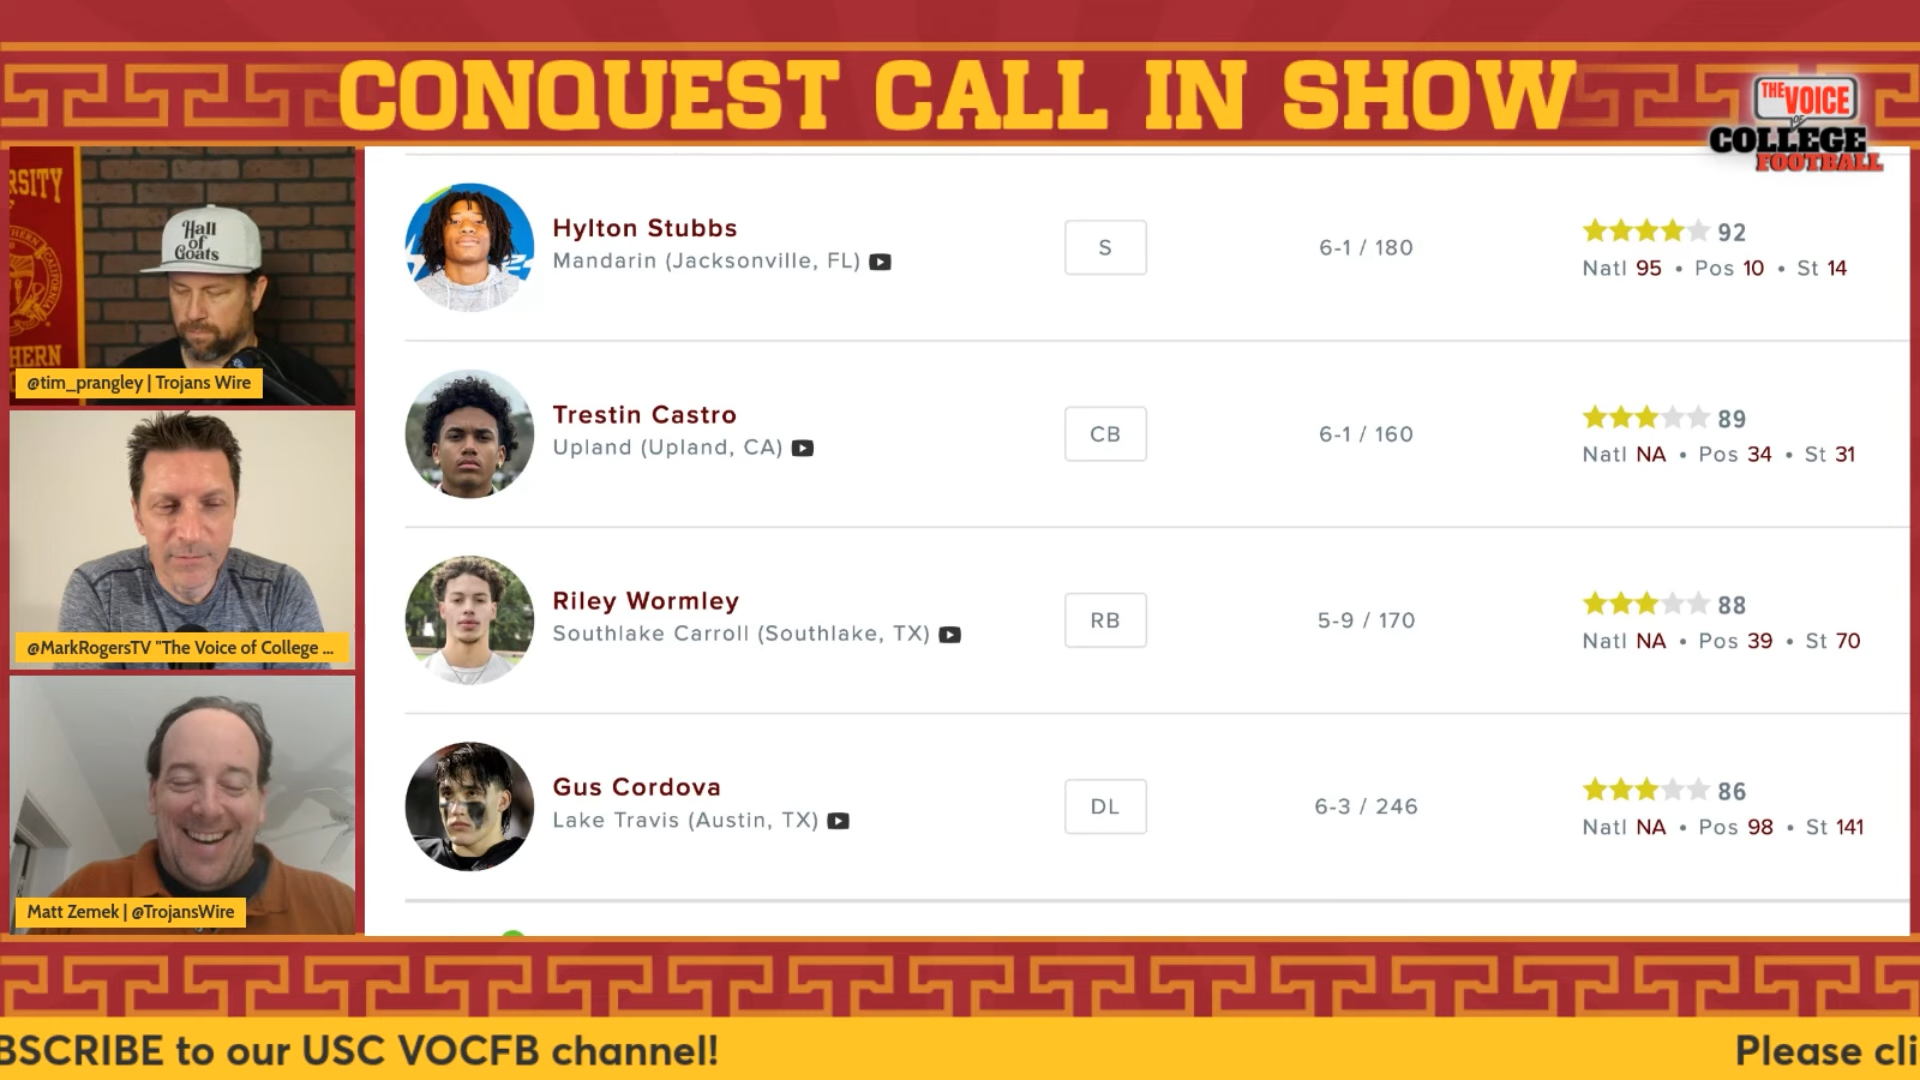 CONQUEST CALL IN SHOW
THE VOICE
OF
COLLEGE
FOOTBALL
RSITY
HERN
Hall
of
Goats
@tim_prangley | Trojans Wire
@MarkRogersTV "The Voice of College ...
Matt Zemek | @TrojansWire
Hylton Stubbs
Mandarin (Jacksonville, FL)
S
6-1 / 180
92
Natl 95 • Pos 10 • St 14
Trestin Castro
Upland (Upland, CA)
CB
6-1 / 160
89
Natl NA • Pos 34 • St 31
Riley Wormley
Southlake Carroll (Southlake, TX)
RB
5-9 / 170
88
Natl NA • Pos 39 • St 70
Gus Cordova
Lake Travis (Austin, TX)
DL
6-3 / 246
86
Natl NA • Pos 98 • St 141
BSCRIBE to our USC VOCFB channel!
Please cli